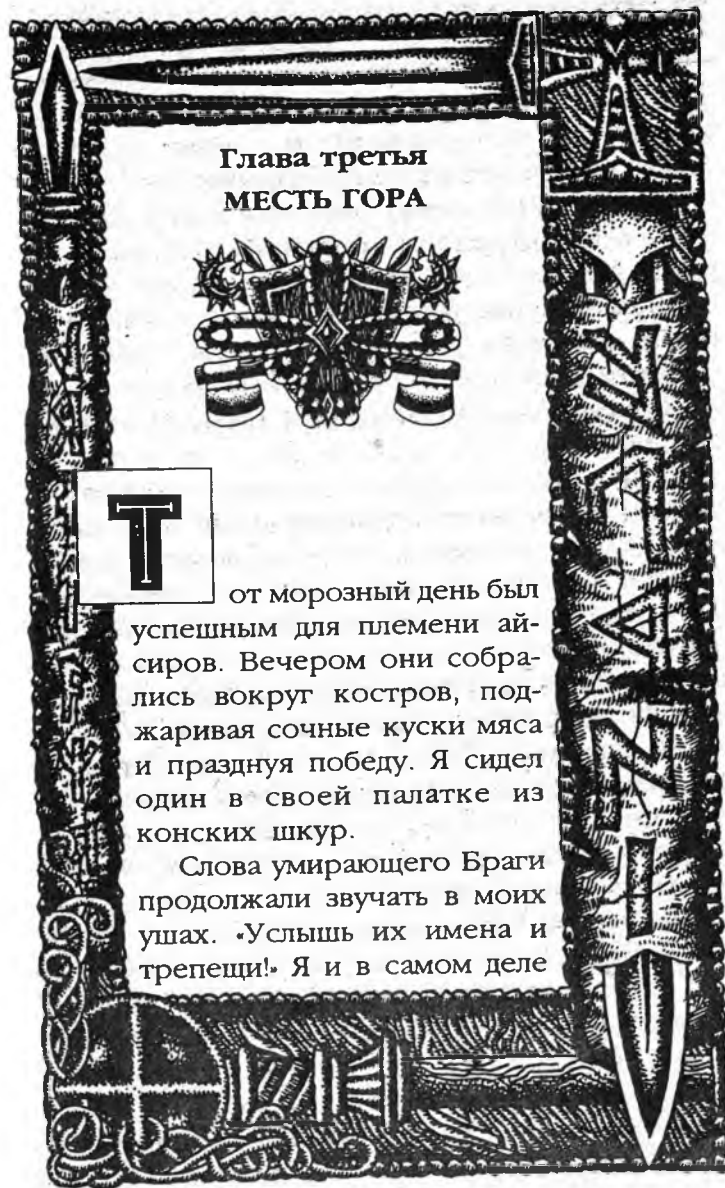 Глава третья
МЕСТЬ ГОРА
Тот морозный день был
успешным для племени ай-
сиров. Вечером они собра-
лись вокруг костров, под-
жаривая сочные куски мяса
и празднуя победу. Я сидел
один в своей палатке из
конских шкур.
Слова умирающего Браги
продолжали звучать в моих
ушах. «Услышь их имена и
трепещи!» Я и в самом деле